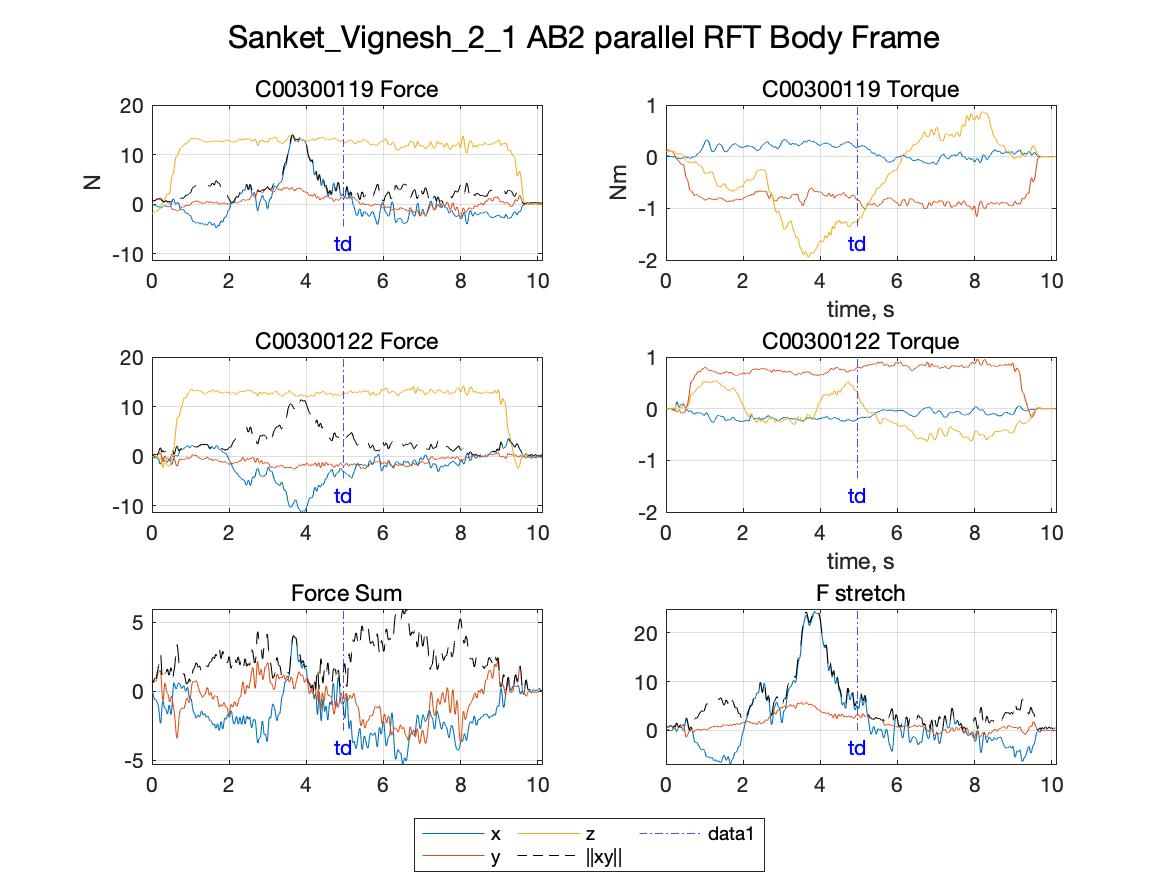 Sanket_Vignesh_2_1 AB2 parallel RFT Body Frame
C00300119 Force
20
10
0
-10
N
td
0 2 4 6 8 10
C00300119 Torque
1
0
-1
-2
Nm
td
0 2 4 6 8 10
time, s
C00300122 Force
20
10
0
-10
td
0 2 4 6 8 10
C00300122 Torque
1
0
-1
-2
td
0 2 4 6 8 10
time, s
Force Sum
5
0
-5
td
0 2 4 6 8 10
F stretch
20
10
0
td
0 2 4 6 8 10
x z data1
y ||xy||